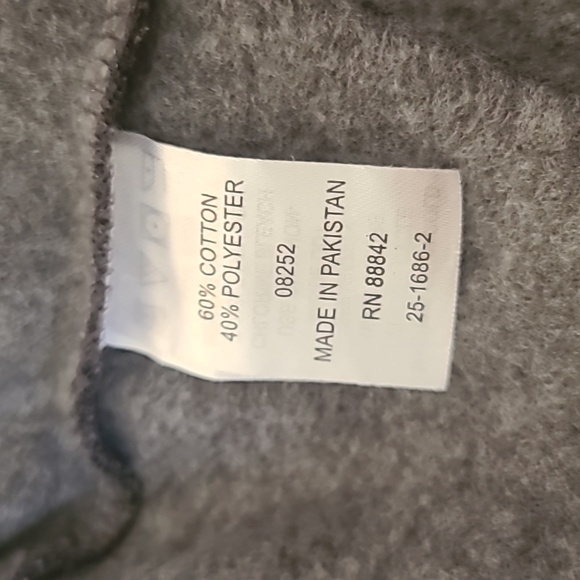 60% COTTON
40% POLYESTER
08252
MADE IN PAKISTAN
RN 88842
25-1686-2